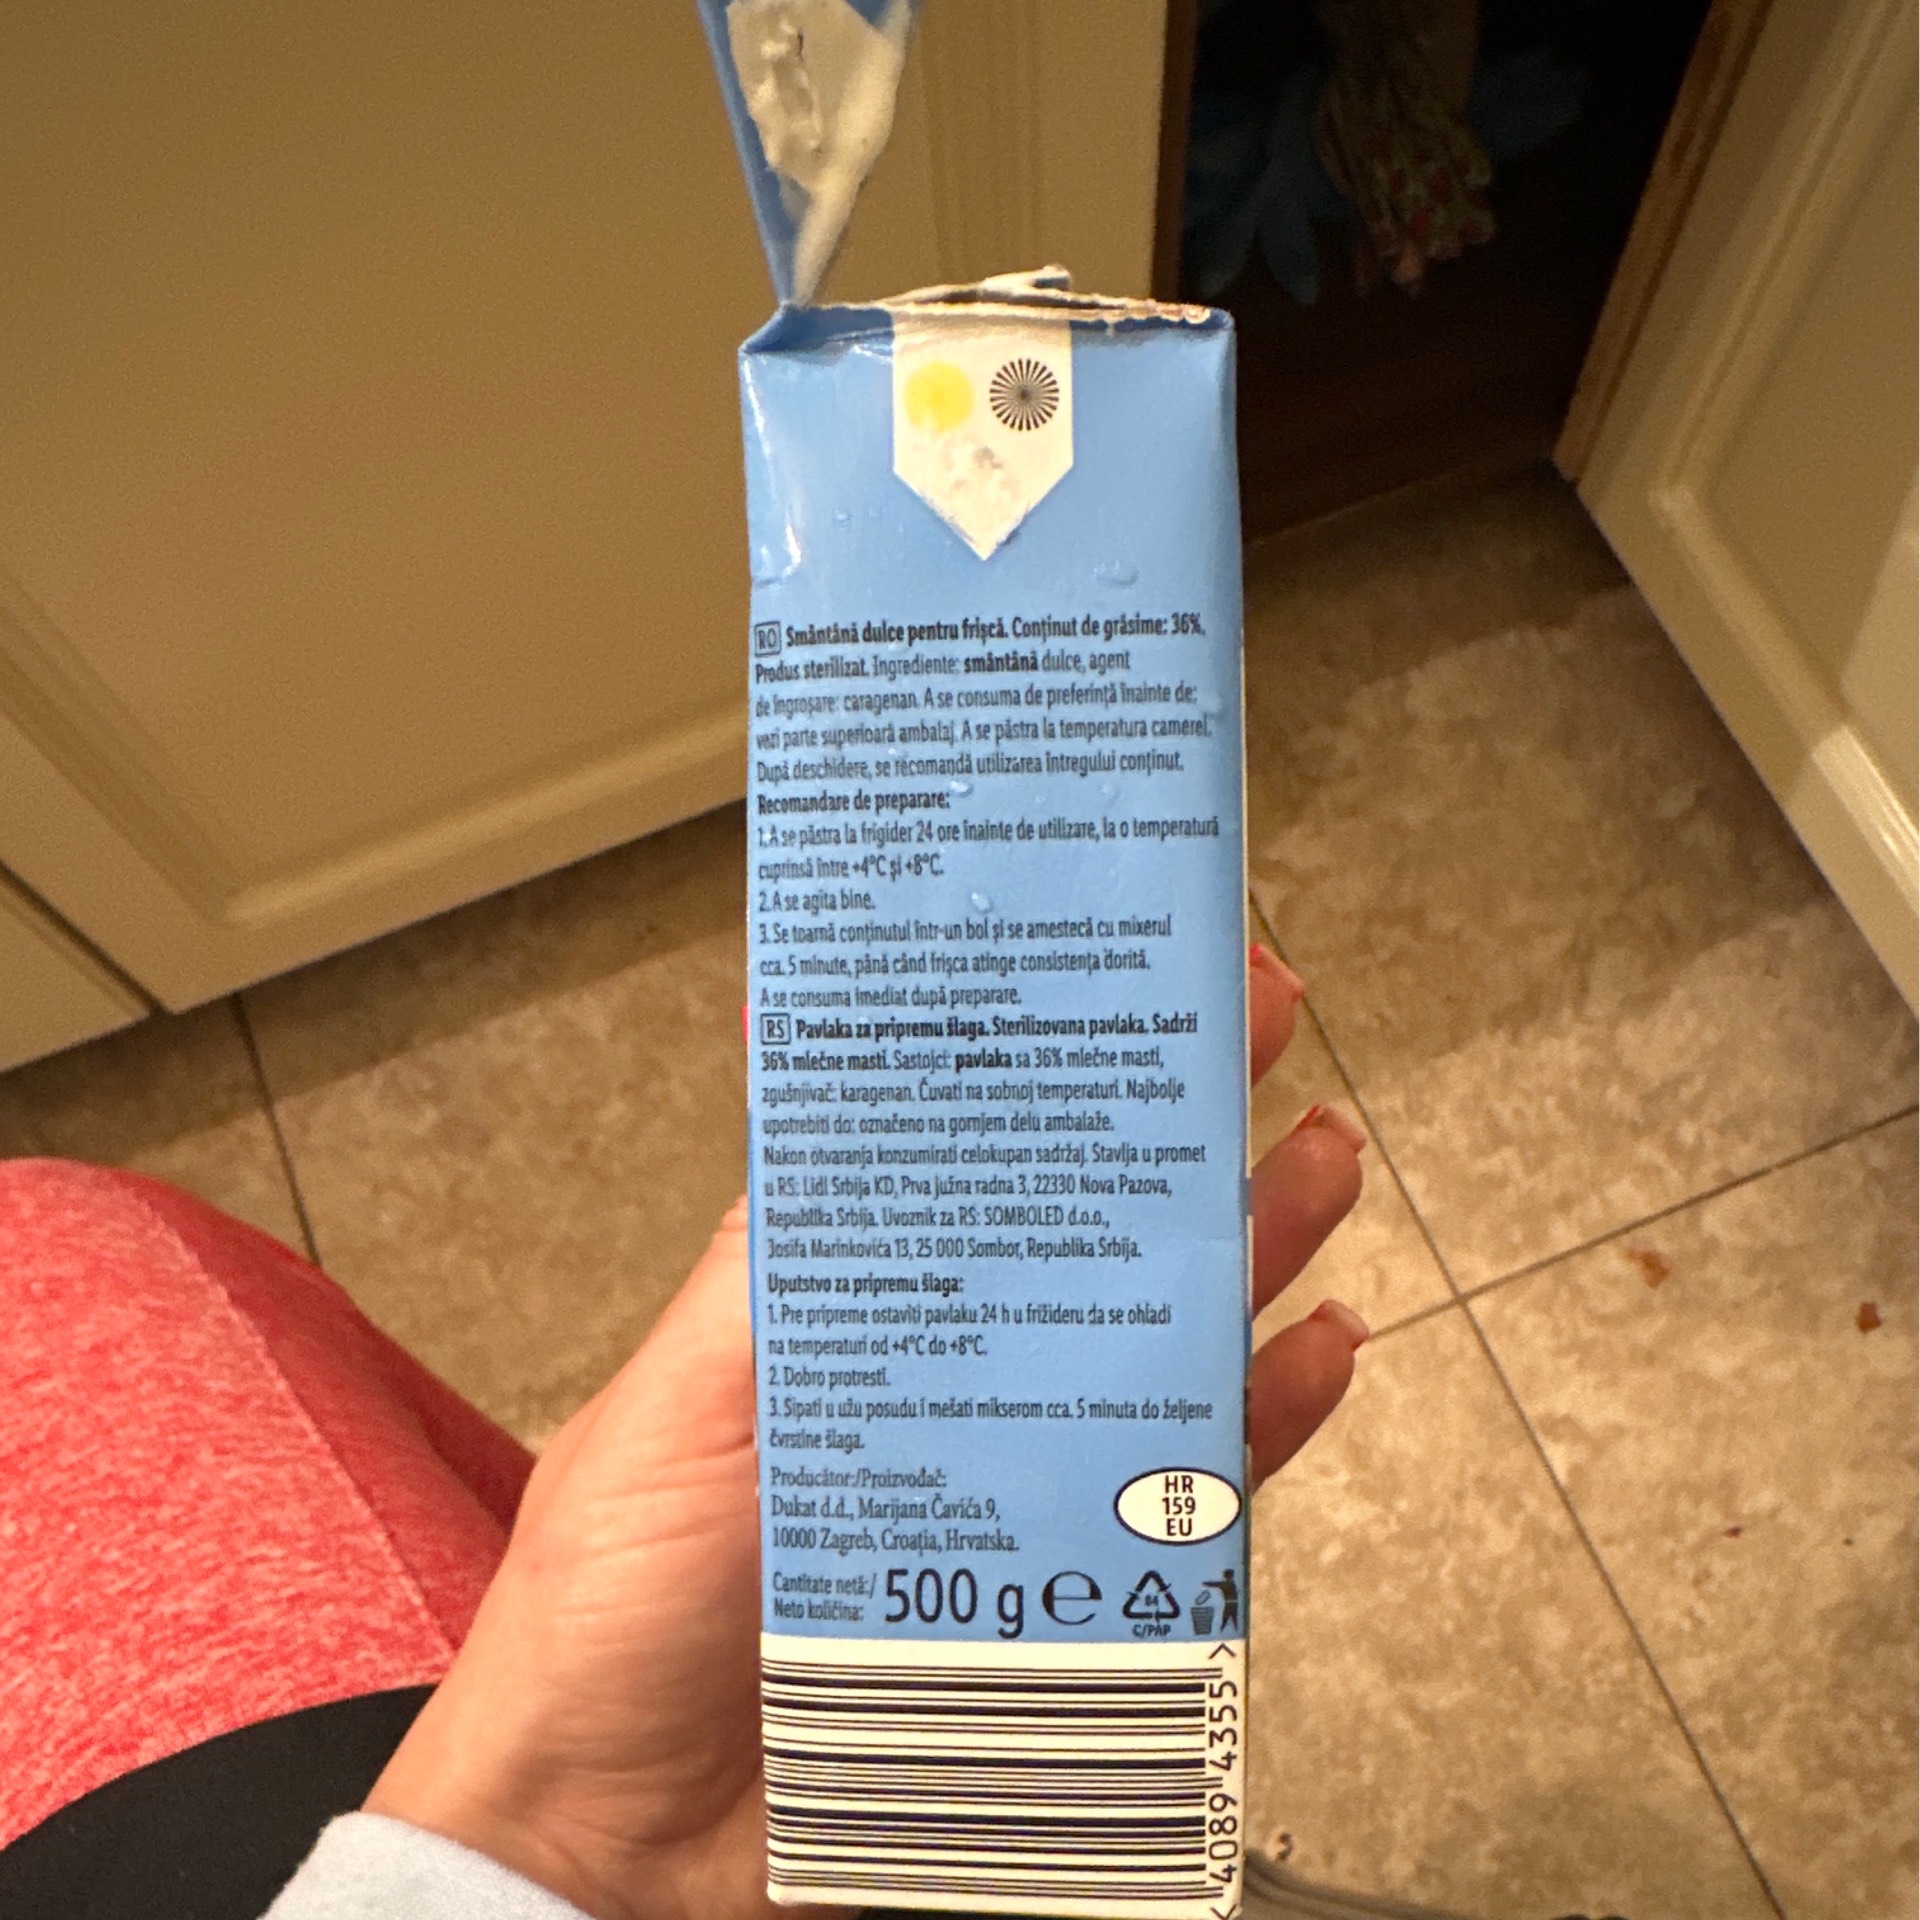 RO Smântână dulce pentru frișcă. Conținut de grăsime: 36%.
Produs sterilizat. Ingrediente: smântână dulce, agent
de îngroșare: caragenan. A se consuma de preferință înainte de:
vezi parte superioară ambalaj. A se păstra la temperatura camerei.
După deschidere, se recomandă utilizarea întregului conținut.
Recomandare de preparare:
1. A se păstra la frigider 24 ore înainte de utilizare, la o temperatură
cuprinsă între +4°C și +8°C.
2. A se agita bine.
3. Se toarnă conținutul într-un bol și se amestecă cu mixerul
cca. 5 minute, până când frișca atinge consistența dorită.
A se consuma imediat după preparare.
RS Pavlaka za pripremu šlaga. Sterilizovana pavlaka. Sadrži
36% mlečne masti. Sastojci: pavlaka sa 36% mlečne masti,
zgušnjivač: karagenan. Čuvati na sobnoj temperaturi. Najbolje
upotrebiti do: označeno na gornjem delu ambalaže.
Nakon otvaranja konzumirati celokupan sadržaj. Stavlja u promet
u RS: Lidl Srbija KD, Prva južna radna 3, 22330 Nova Pazova,
Republika Srbija. Uvoznik za RS: SOMBOLED d.o.o.,
Josifa Marinkovića 13, 25 000 Sombor, Republika Srbija.
Uputstvo za pripremu šlaga:
1. Pre pripreme ostaviti pavlaku 24 h u frižideru da se ohladi
na temperaturi od +4°C do +8°C.
2. Dobro protresti.
3. Sipati u užu posudu i mešati mikserom cca. 5 minuta do željene
čvrstine šlaga.
Producător:/Proizvođač:
Dukat d.d., Marijana Čavića 9,
10000 Zagreb, Croația, Hrvatska.
HR
159
EU
Cantitate netă:/
Neto količina:
500 g e
84
C/PAP
4089 4355